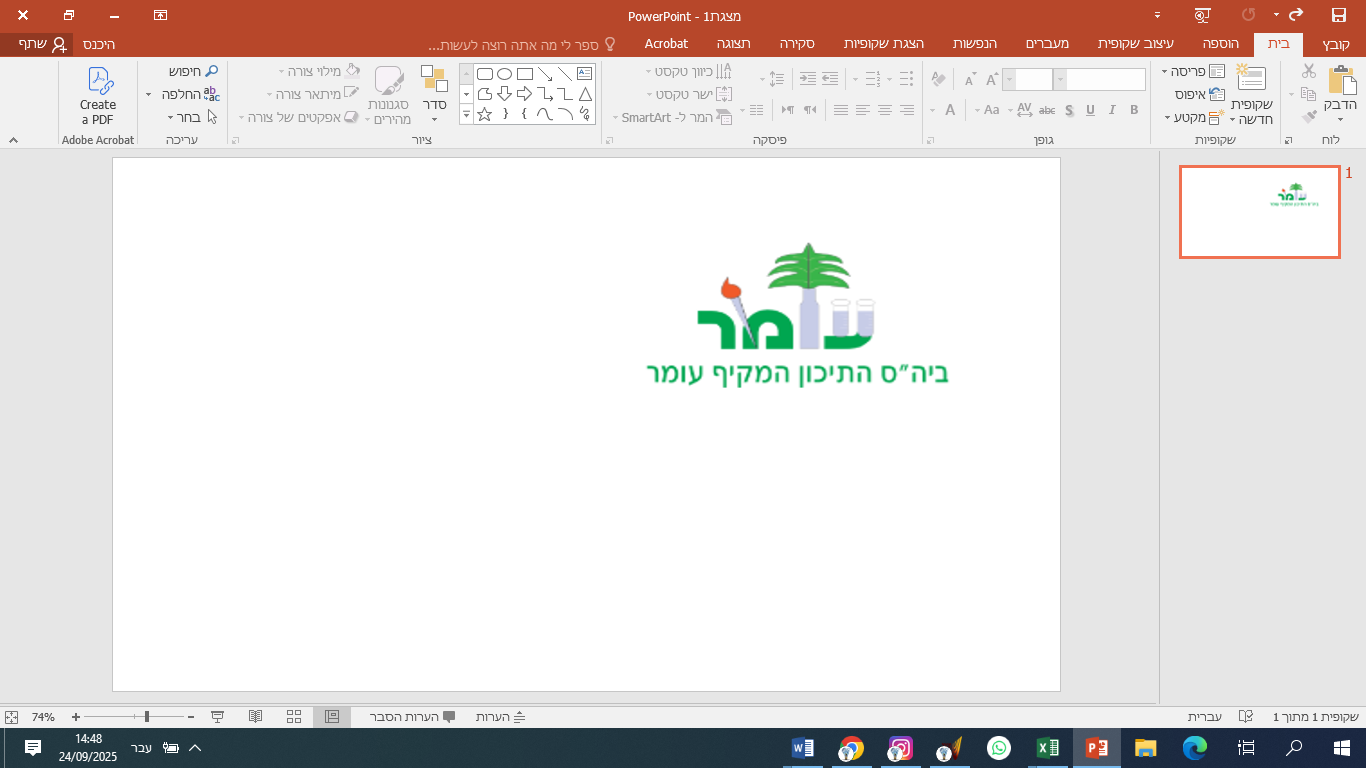 מצגת1 - PowerPoint
קובץ
בית
הוספה
עיצוב שקופית
מעברים
הנפשות
הצגת שקופיות
סקירה
תצוגה
Acrobat
ספר לי מה אתה רוצה לעשות...
היכנס
שתף
הדבק
לוח
שקופית חדשה
פריסה
איפוס
מקטע
שקופיות
B I U S abc AV Aa A
גופן
כיוון טקסט
ישר טקסט
המר ל- SmartArt
פיסקה
סדר
סגנונות מהירים
מילוי צורה
מיתאר צורה
אפקטים של צורה
ציור
חיפוש
החלפה
בחר
עריכה
Create a PDF
Adobe Acrobat
1
עומר
ביה״ס התיכון המקיף עומר
שקופית 1 מתוך 1
עברית
הערות
הערות הסבר
74%
עבר
14:48
24/09/2025